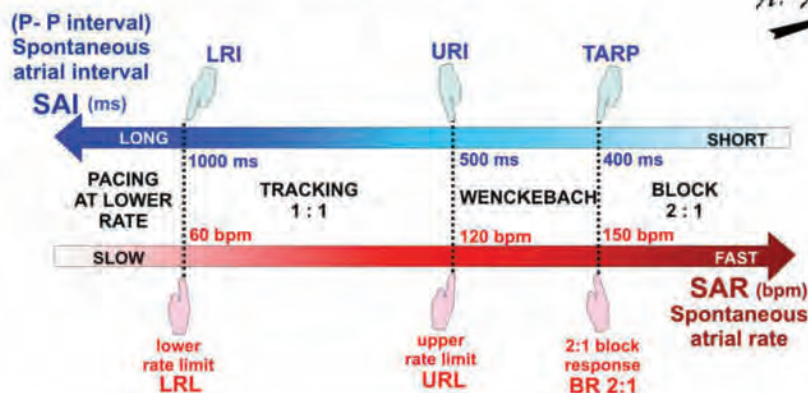 (P- P interval)
Spontaneous
atrial interval
SAI (ms)
LRI
URI
TARP
LONG
SHORT
1000 ms
500 ms
400 ms
PACING
AT LOWER
RATE
TRACKING
1 : 1
WENCKEBACH
BLOCK
2 : 1
60 bpm
120 bpm
150 bpm
SLOW
FAST
SAR (bpm)
Spontaneous
atrial rate
lower
rate limit
LRL
upper
rate limit
URL
2:1 block
response
BR 2:1